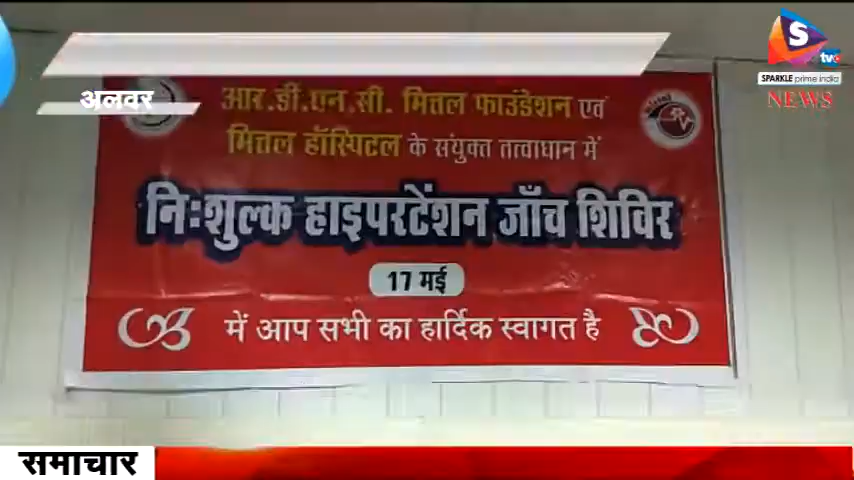 S
tv
SPARKLE prime india
NEWS
अलवर
आर.डी.एन.सी. मित्तल फाउंडेशन एवं
मित्तल हॉस्पिटल के संयुक्त तत्वाधान में
निःशुल्क हाइपरटेंशन जाँच शिविर
17 मई
में आप सभी का हार्दिक स्वागत है
समाचार